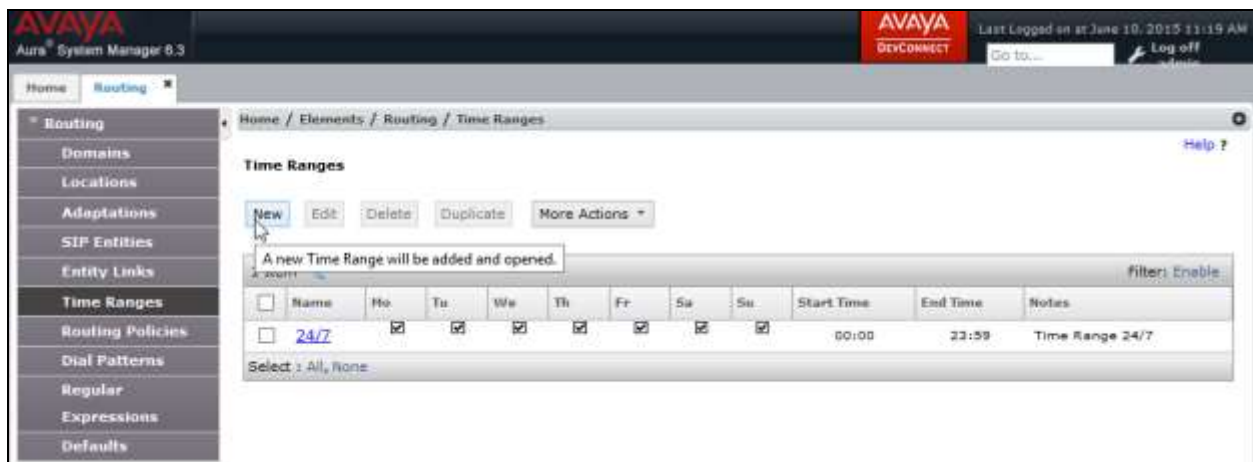 AVAYA
Aura® System Manager 6.3
AVAYA
DEVCONNECT
Last Logged on at June 10, 2015 11:19 AM
Go to...
Log off
admin
Home
Routing
Routing
Domains
Locations
Adaptations
SIP Entities
Entity Links
Time Ranges
Routing Policies
Dial Patterns
Regular
Expressions
Defaults
Home / Elements / Routing / Time Ranges
Help ?
Time Ranges
New Edit Delete Duplicate More Actions
A new Time Range will be added and opened.
Filter: Enable
Name Mo Tu We Th Fr Sa Su Start Time End Time Notes
24/7 00:00 23:59 Time Range 24/7
Select : All, None